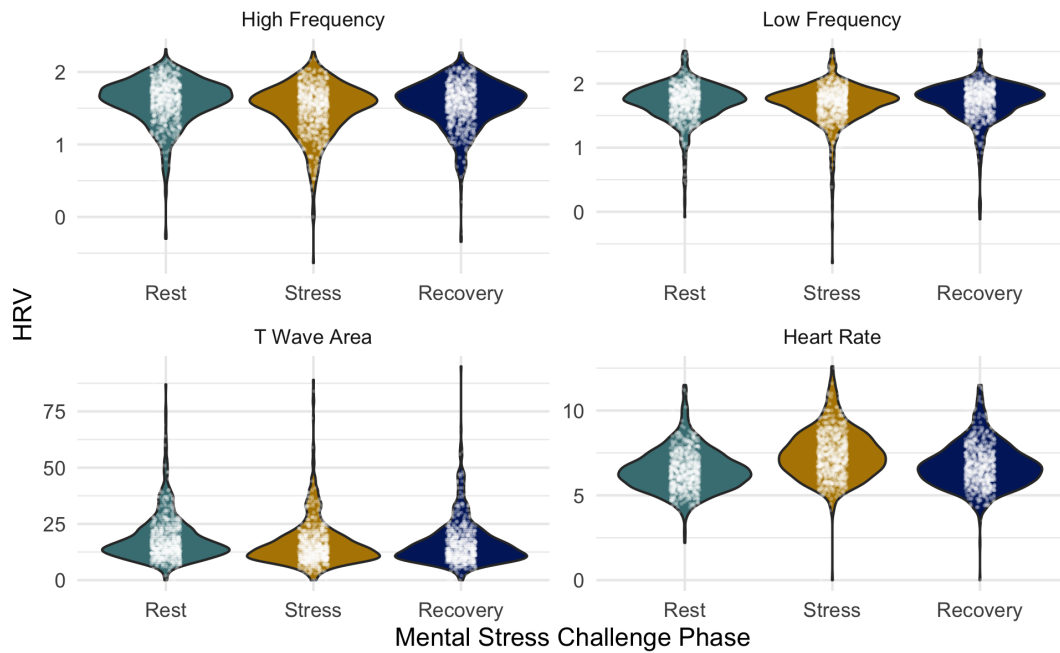 High Frequency
Low Frequency
2
1
0
2
1
0
Rest Stress Recovery
Rest Stress Recovery
HRV
T Wave Area
Heart Rate
75
50
25
0
10
5
0
Rest Stress Recovery
Rest Stress Recovery
Mental Stress Challenge Phase